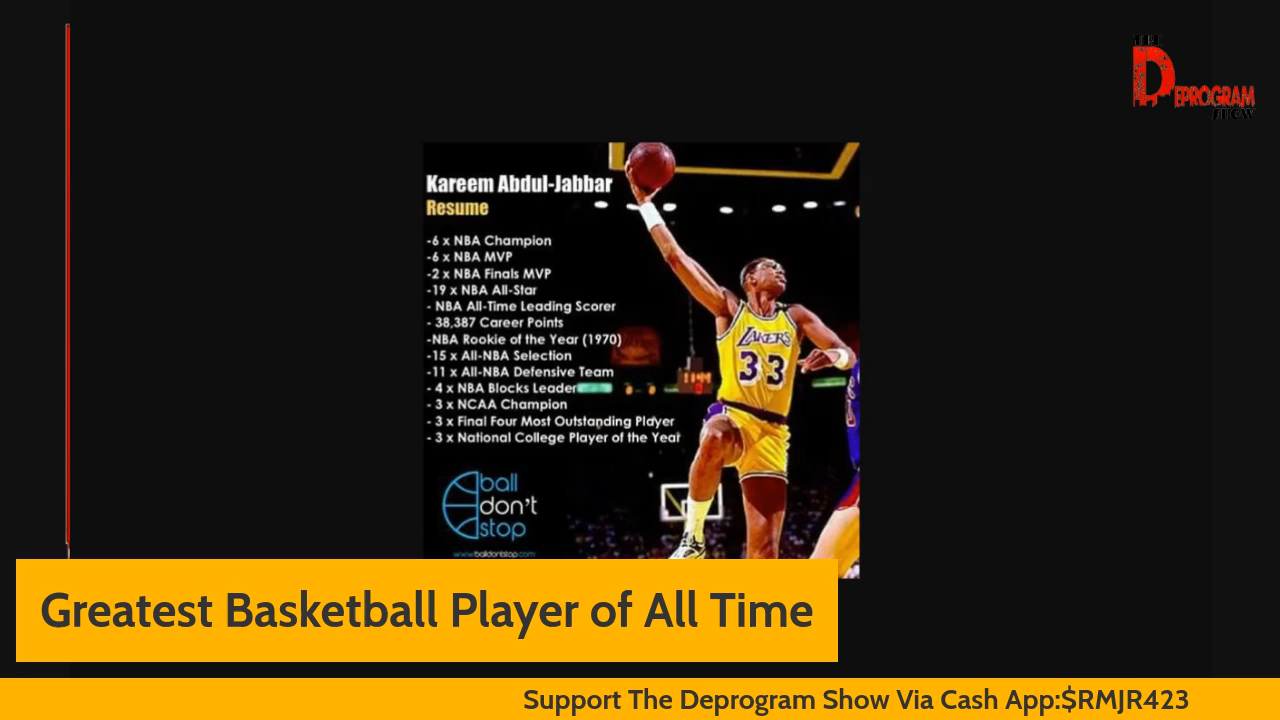 THE
DEPROGRAM
SHOW
Kareem Abdul-Jabbar
Resume
-6 x NBA Champion
-6 x NBA MVP
-2 x NBA Finals MVP
-19 x NBA All-Star
- NBA All-Time Leading Scorer
- 38,387 Career Points
-NBA Rookie of the Year (1970)
-15 x All-NBA Selection
-11 x All-NBA Defensive Team
- 4 x NBA Blocks Leader
- 3 x NCAA Champion
- 3 x Final Four Most Outstanding Player
- 3 x National College Player of the Year
LAKERS
33
ball
don't
stop
www.balldontstop.com
Greatest Basketball Player of All Time
Support The Deprogram Show Via Cash App:$RMJR423